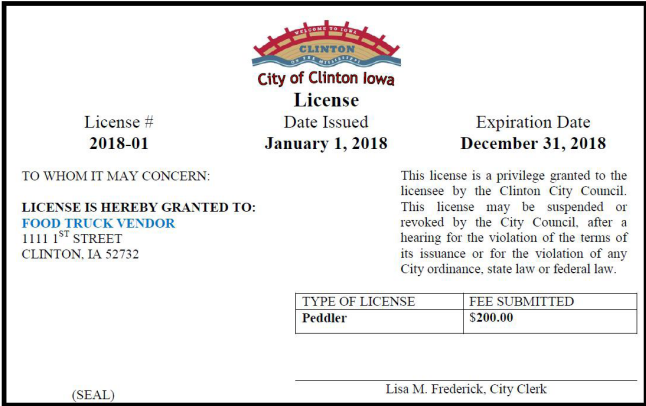 WELCOME TO IOWA
CLINTON
ON THE MISSISSIPPI
City of Clinton Iowa
License
License # Date Issued Expiration Date
2018-01 January 1, 2018 December 31, 2018
TO WHOM IT MAY CONCERN:
LICENSE IS HEREBY GRANTED TO:
FOOD TRUCK VENDOR
1111 1ST STREET
CLINTON, IA 52732
This license is a privilege granted to the
licensee by the Clinton City Council.
This license may be suspended or
revoked by the City Council, after a
hearing for the violation of the terms of
its issuance or for the violation of any
City ordinance, state law or federal law.
TYPE OF LICENSE FEE SUBMITTED
Peddler $200.00
(SEAL)
Lisa M. Frederick, City Clerk